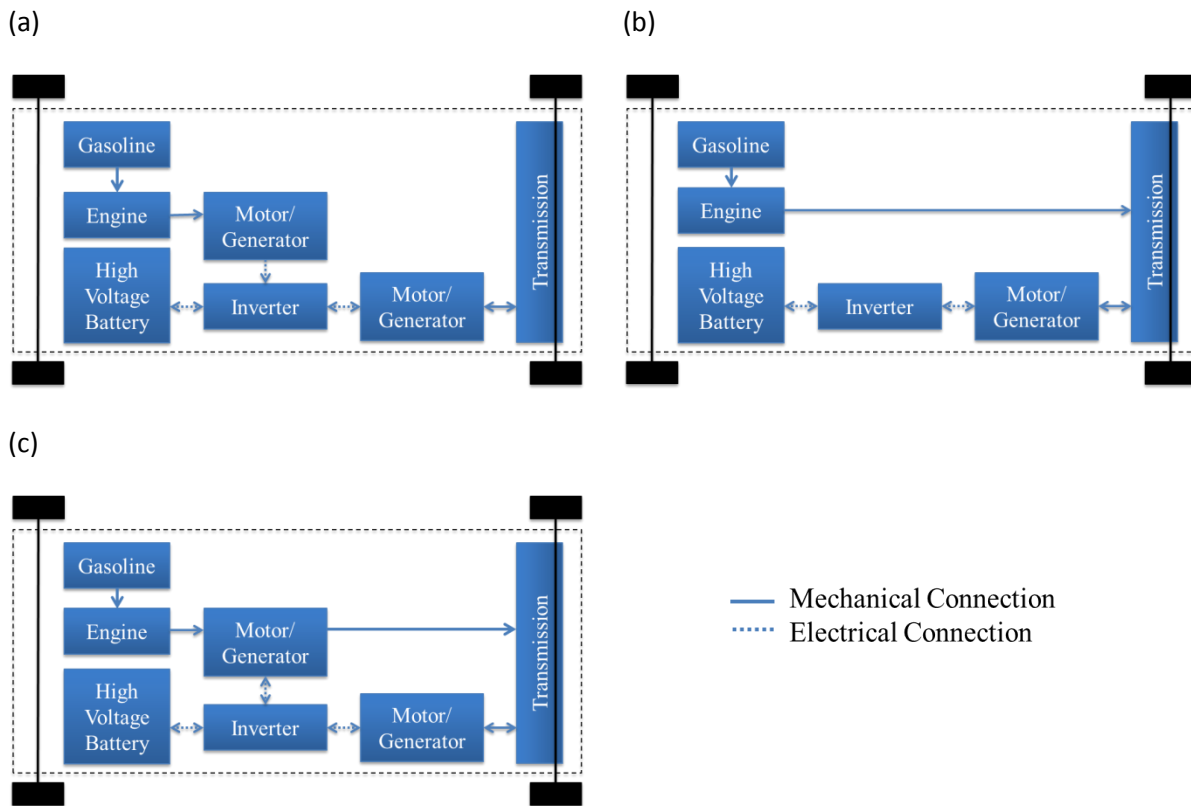 (a)
Gasoline
Engine
Motor/
Generator
High
Voltage
Battery
Inverter
Motor/
Generator
Transmission
(b)
Gasoline
Engine
High
Voltage
Battery
Inverter
Motor/
Generator
Transmission
(c)
Gasoline
Engine
Motor/
Generator
High
Voltage
Battery
Inverter
Motor/
Generator
Transmission
Mechanical Connection
Electrical Connection